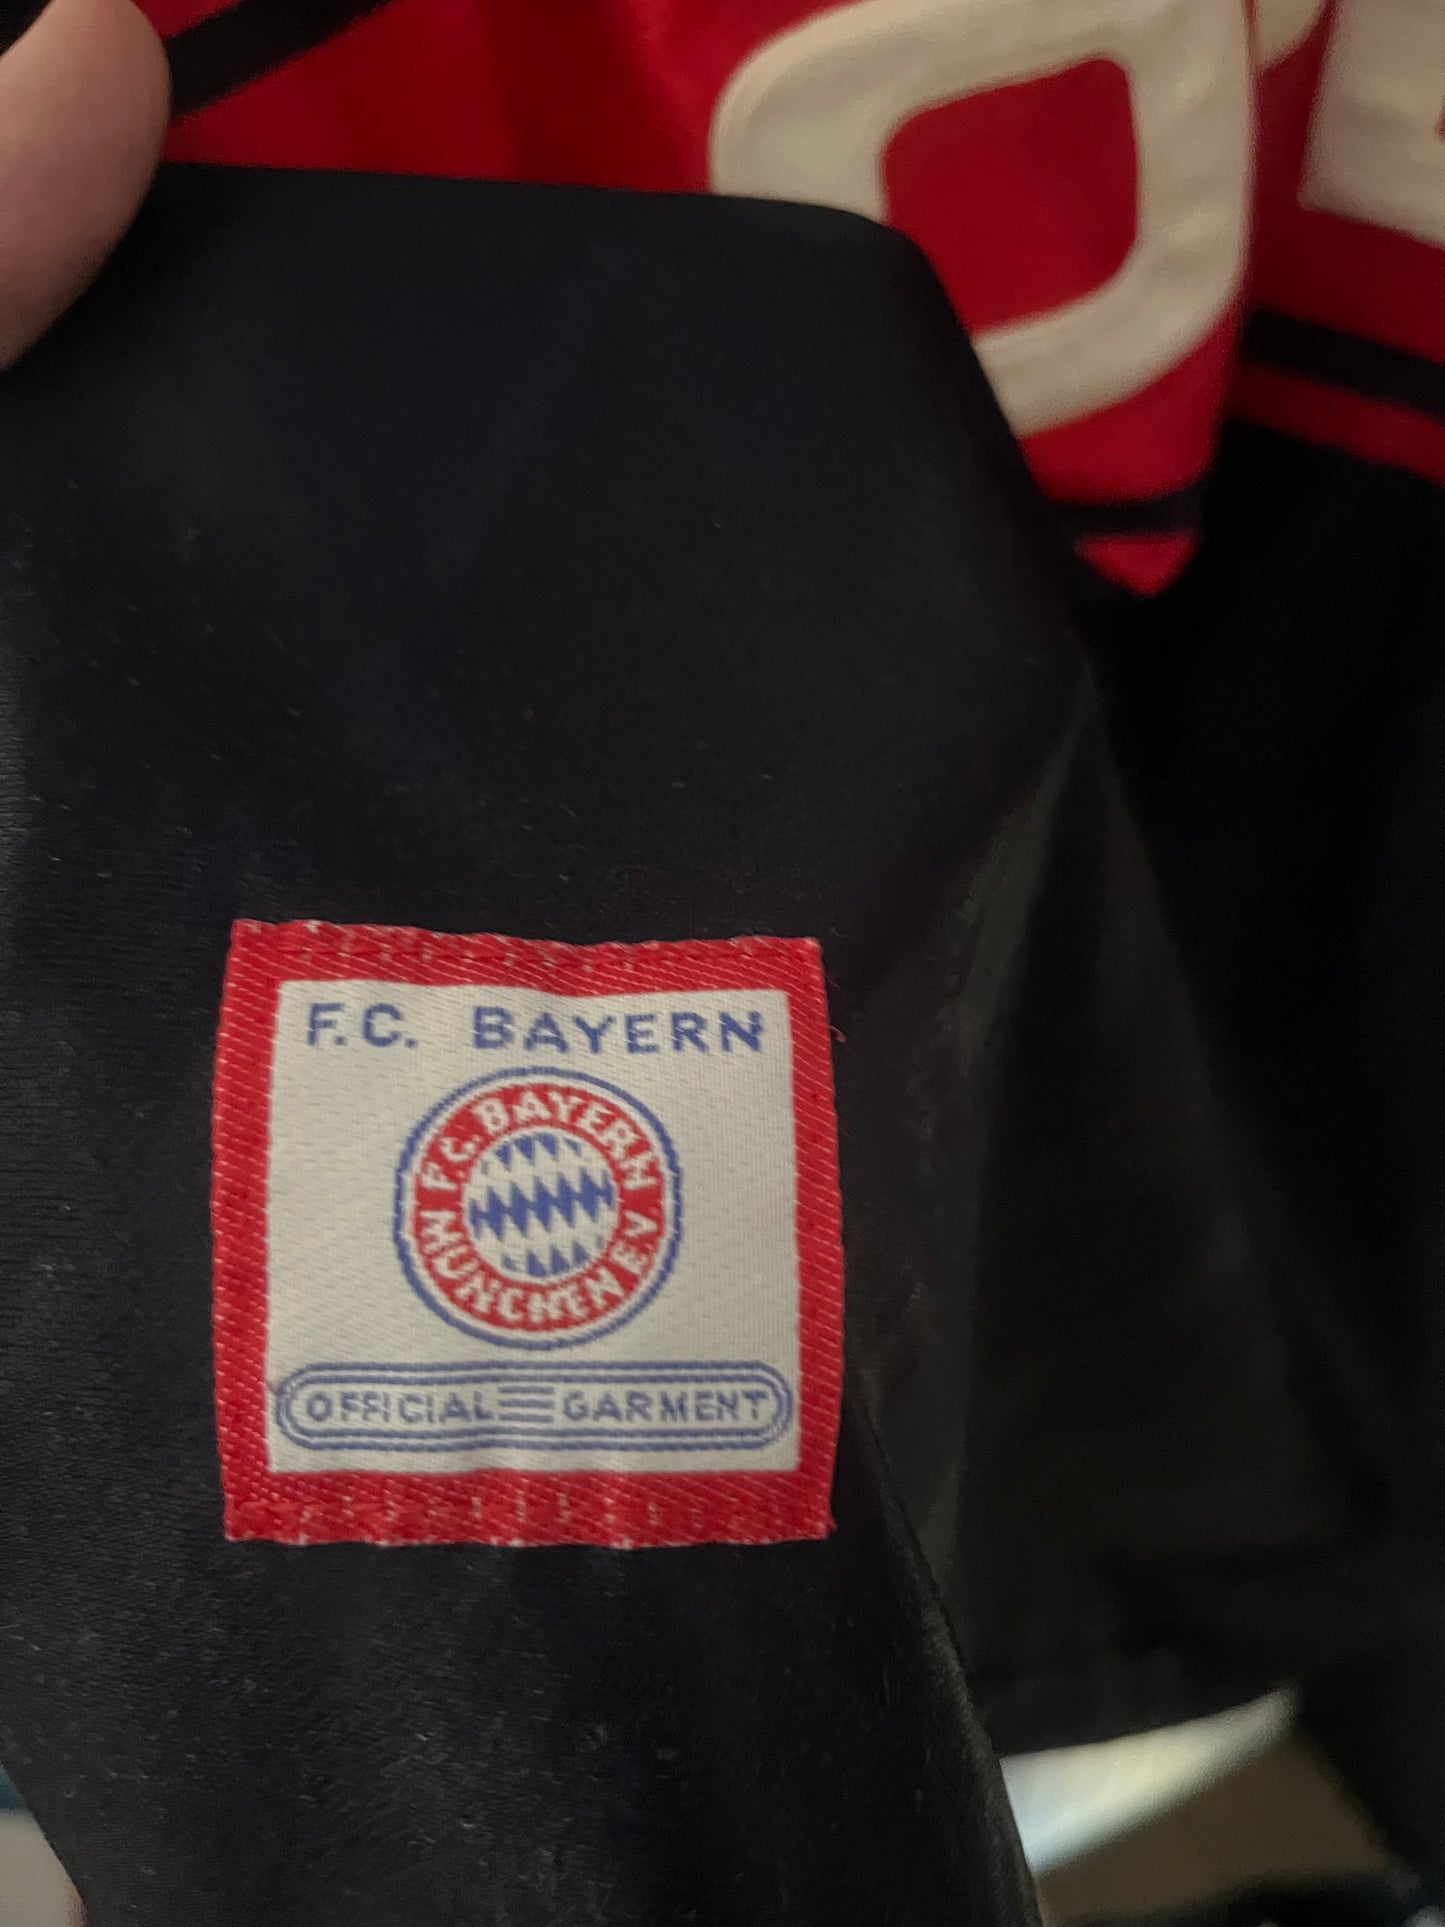 F.C. BAYERN
F.C. BAYERN
MÜNCHEN E.V.
OFFICIAL GARMENT